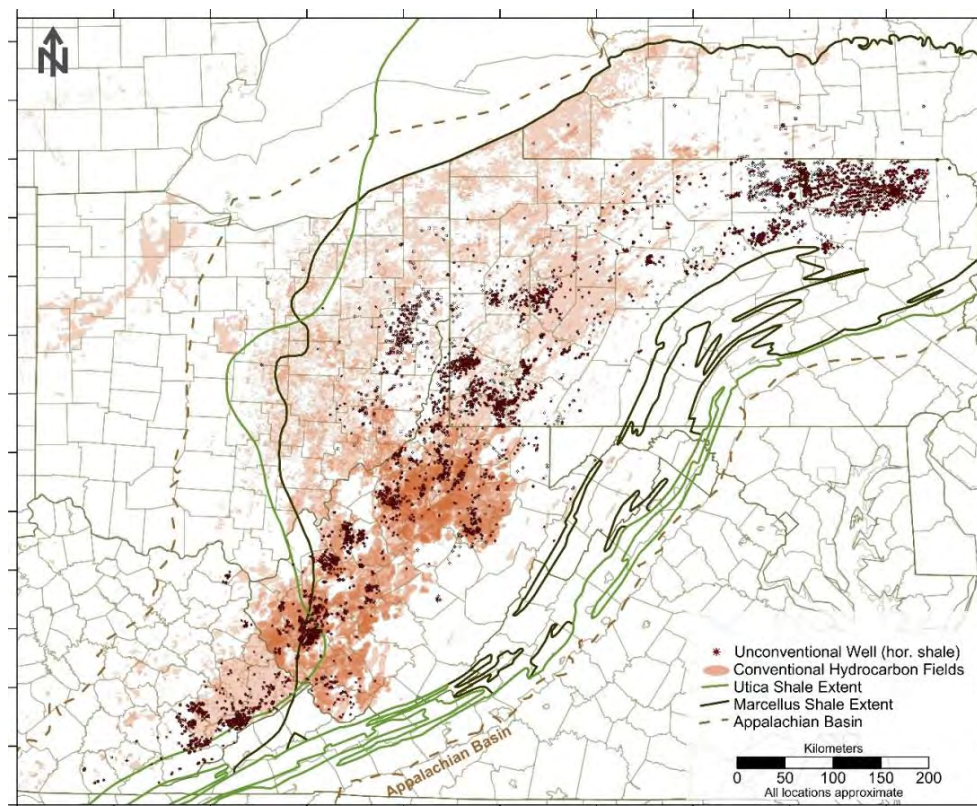 N
Appalachian Basin
Unconventional Well (hor. shale)
Conventional Hydrocarbon Fields
Utica Shale Extent
Marcellus Shale Extent
Appalachian Basin
Kilometers
0 50 100 150 200
All locations approximate